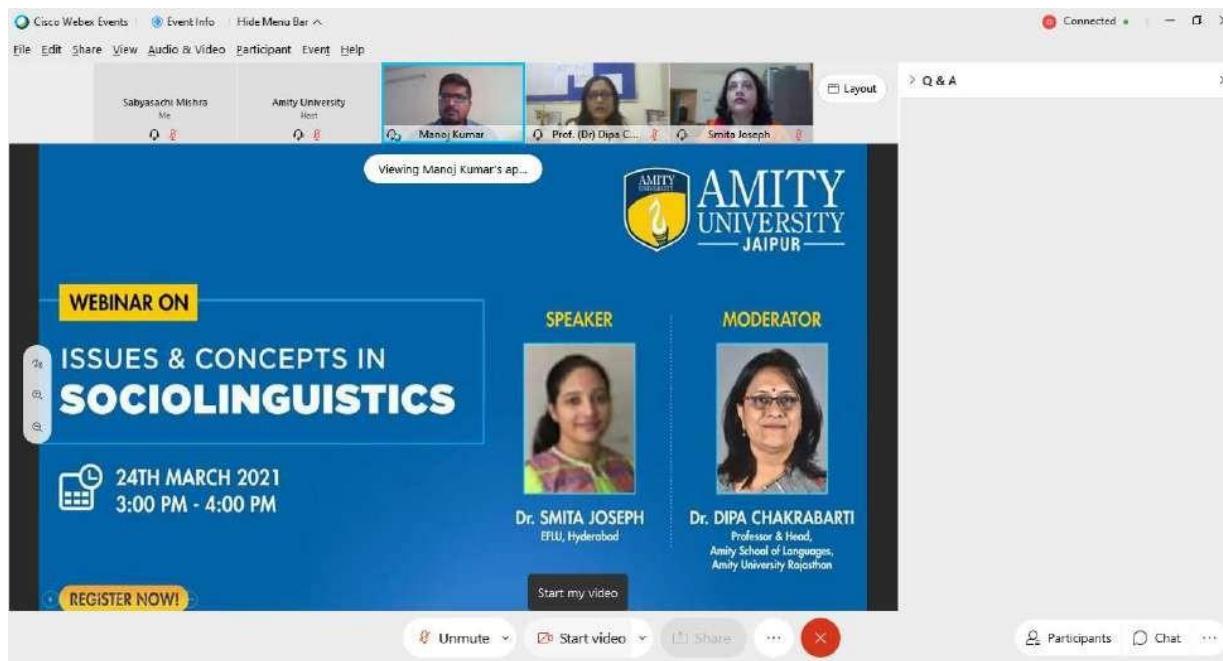 Cisco Webex Events
Event Info
Hide Menu Bar
Connected
File Edit Share View Audio & Video Participant Event Help
Sabyasachi Mishra
Me
Amity University
Host
Manoj Kumar
Prof. (Dr) Dipa C...
Smita Joseph
Layout
Q & A
Viewing Manoj Kumar's ap...
AMITY
UNIVERSITY
AMITY
UNIVERSITY
JAIPUR
WEBINAR ON
ISSUES & CONCEPTS IN
SOCIOLINGUISTICS
24TH MARCH 2021
3:00 PM - 4:00 PM
REGISTER NOW!
SPEAKER
Dr. SMITA JOSEPH
EFLU, Hyderabad
MODERATOR
Dr. DIPA CHAKRABARTI
Professor & Head,
Amity School of Languages,
Amity University Rajasthan
Start my video
Unmute
Start video
Share
Participants
Chat